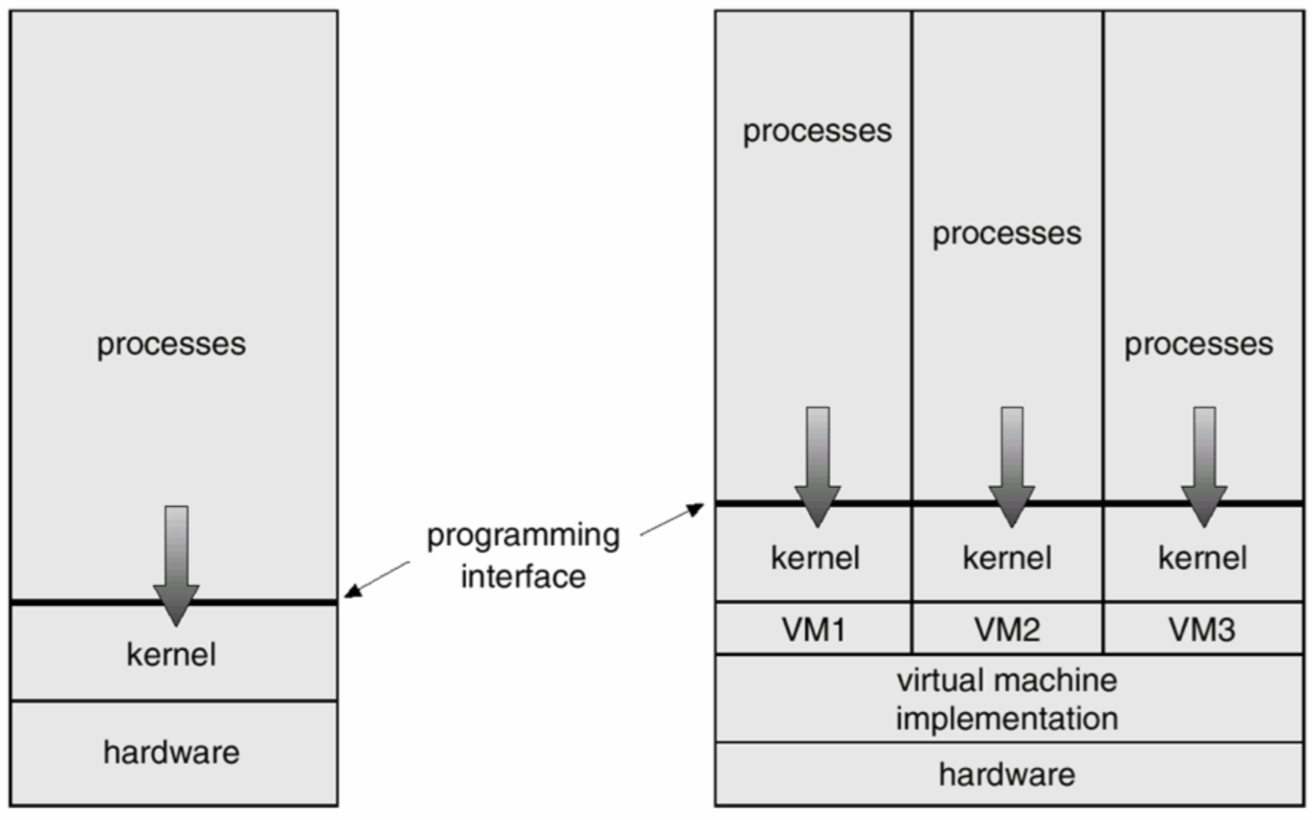 processes
kernel
hardware
programming
interface
processes
processes
processes
kernel
kernel
kernel
VM1
VM2
VM3
virtual machine
implementation
hardware